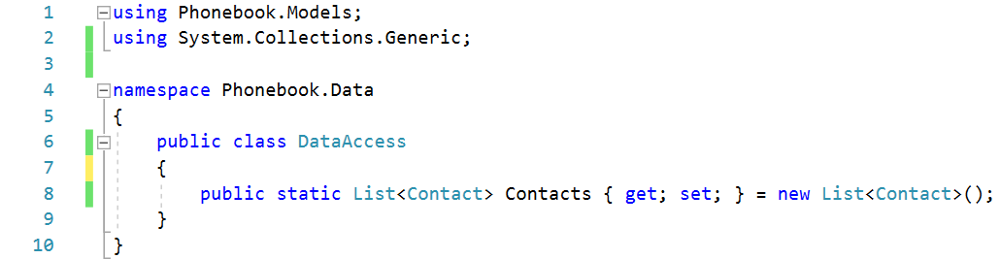 1 using Phonebook.Models;
2 using System.Collections.Generic;
3
4 namespace Phonebook.Data
5 {
6 public class DataAccess
7 {
8 public static List<Contact> Contacts { get; set; } = new List<Contact>();
9 }
10 }